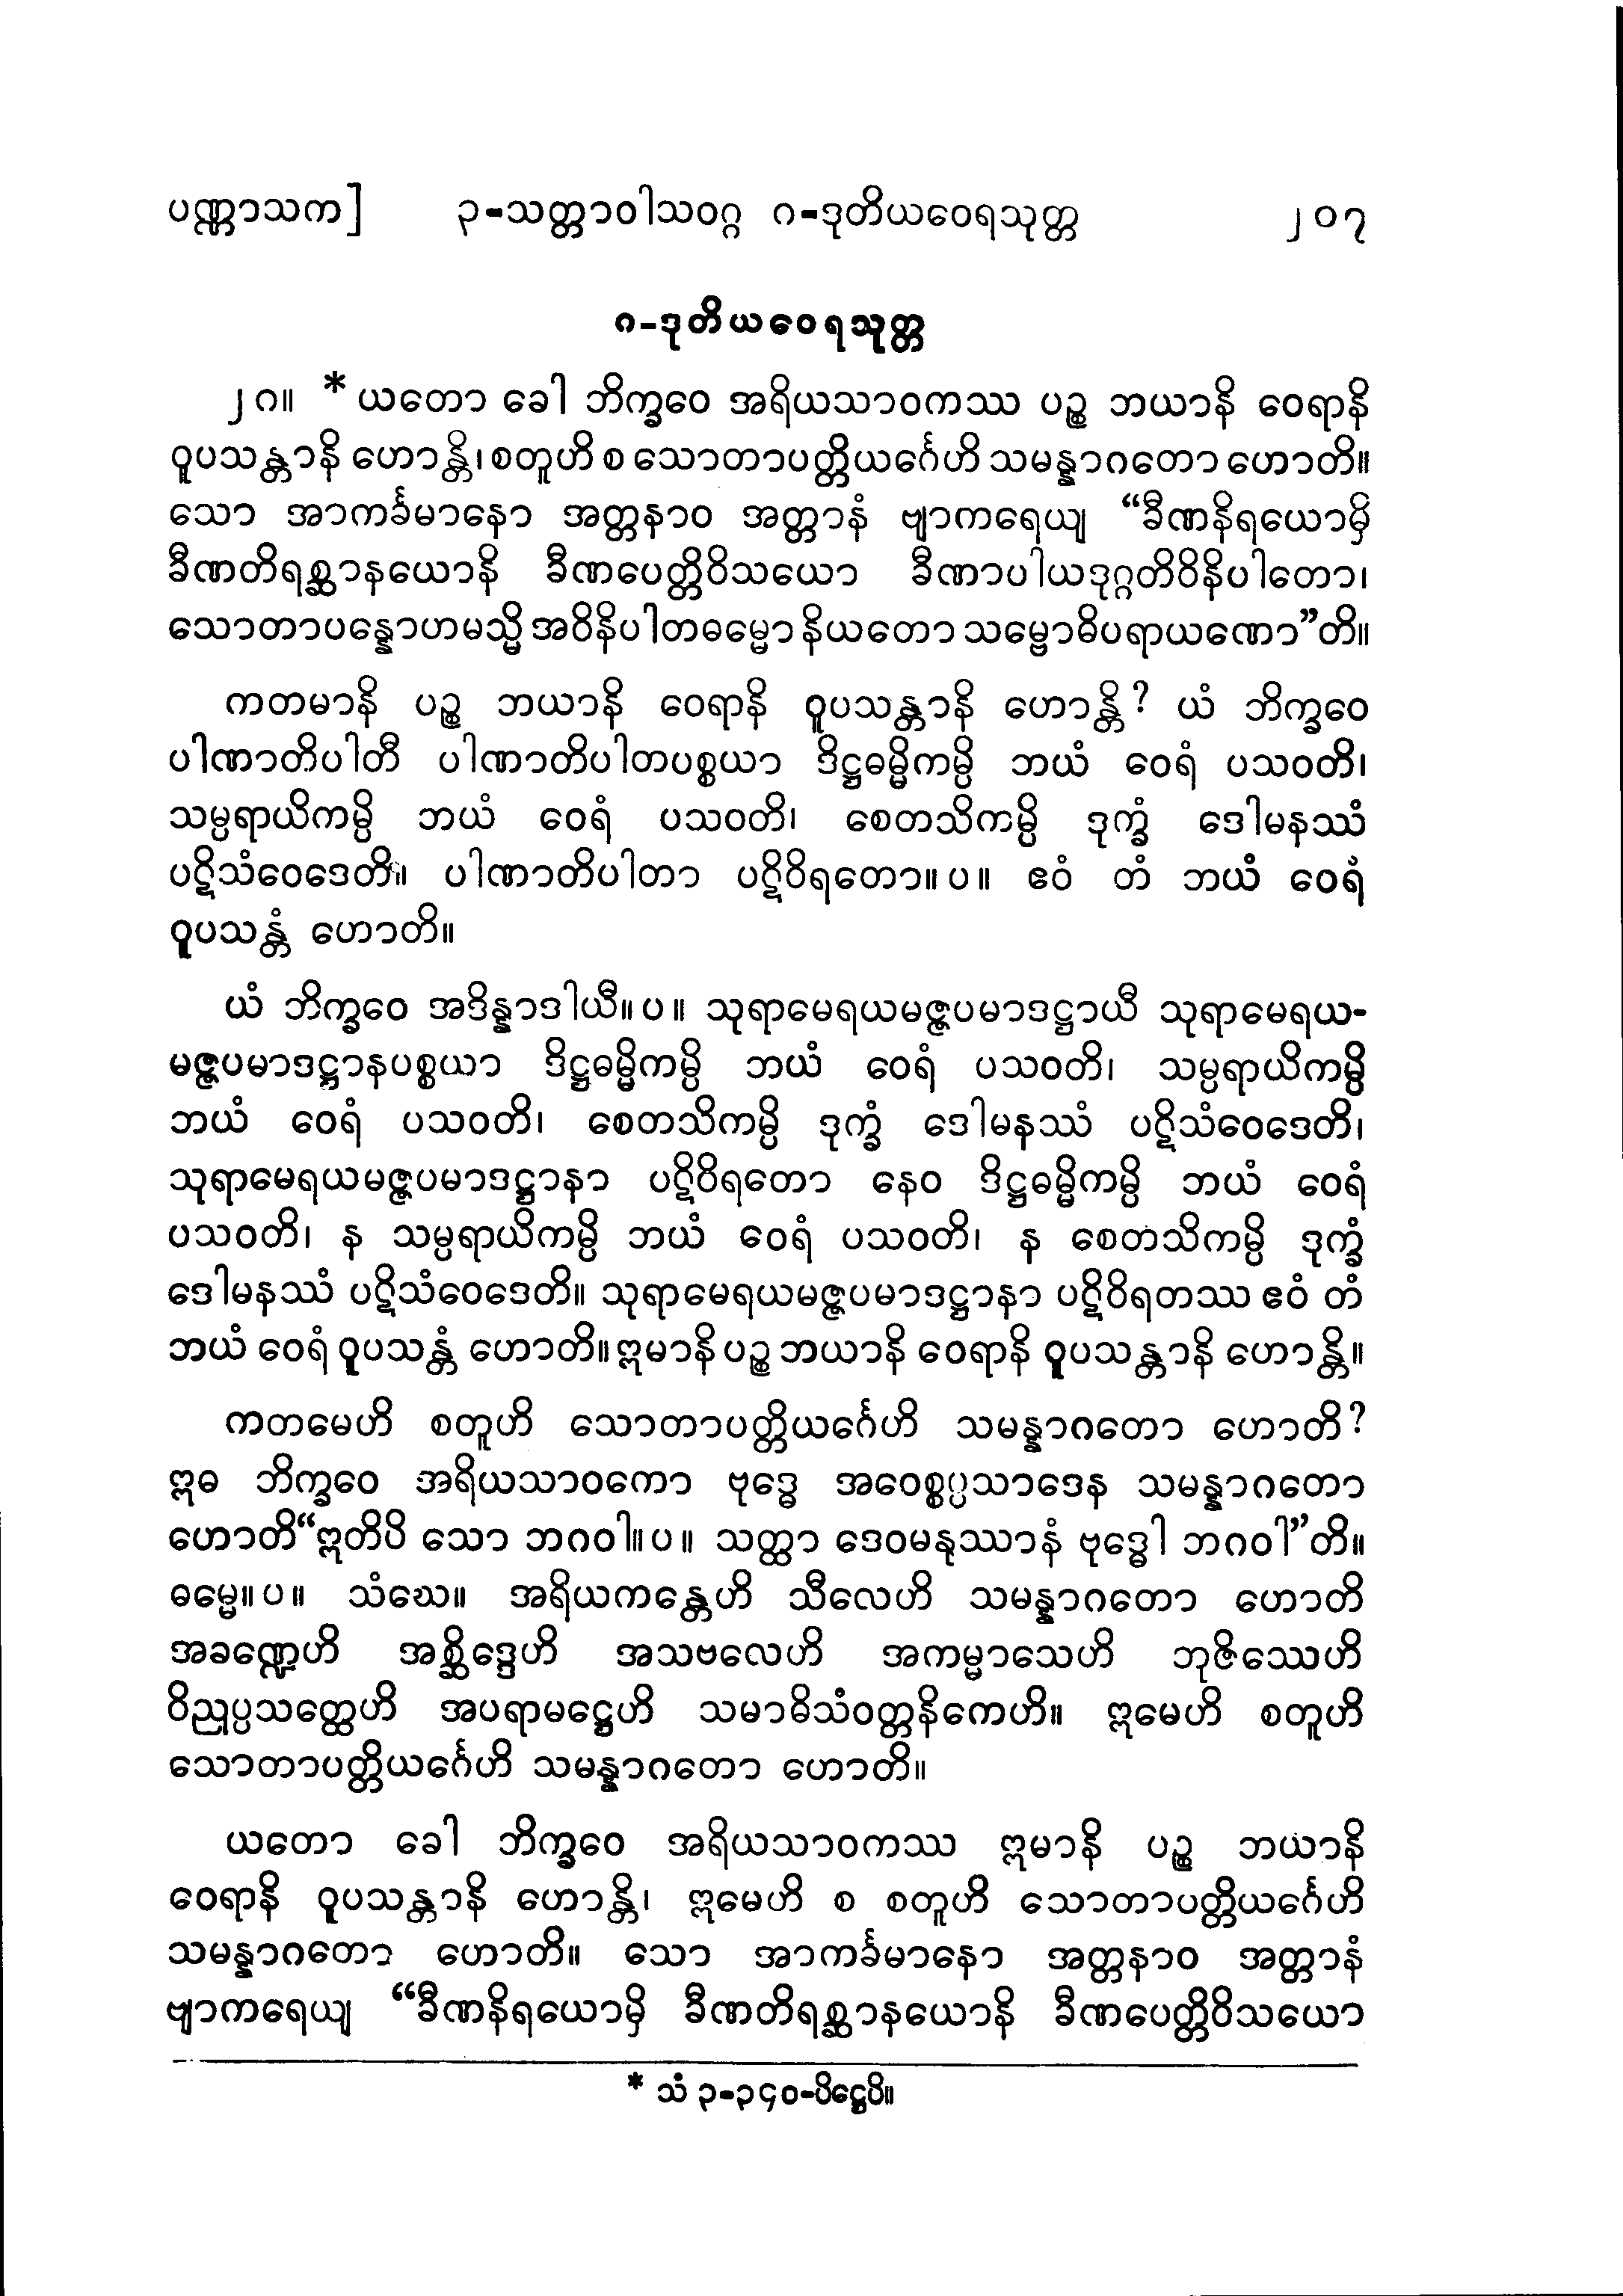 ပဏ္ဏာသက] ၃-သတ္တာဝါသဝဂ္ဂ ၈-ဒုတိယဝေရသုတ္တ ၂၀၇
၈-ဒုတိယဝေရသုတ္တ
၂၈။ * ယတော ခေါ ဘိက္ခဝေ အရိယသာဝကဿ ပဉ္စ ဘယာနိ ဝေရာနိ
ဝူပသန္တာနိ ဟောန္တိ၊ စတူဟိ စ သောတာပတ္တိယင်္ဂေဟိ သမန္နာဂတော ဟောတိ။
သော အာကင်္ခမာနော အတ္တနာဝ အတ္တာနံ ဗျာကရေယျ “ခီဏနိရယောမှိ
ခီဏတိရစ္ဆာနယောနိ ခီဏပေတ္တိဝိသယော ခီဏာပါယဒုဂ္ဂတိဝိနိပါတော၊
သောတာပန္နောဟမသ္မိ အဝိနိပါတဓမ္မော နိယတော သမ္ဗောဓိပရာယဏော”တိ။
ကတမာနိ ပဉ္စ ဘယာနိ ဝေရာနိ ဝူပသန္တာနိ ဟောန္တိ? ယံ ဘိက္ခဝေ
ပါဏာတိပါတီ ပါဏာတိပါတပစ္စယာ ဒိဋ္ဌဓမ္မိကမ္ပိ ဘယံ ဝေရံ ပသဝတိ၊
သမ္ပရာယိကမ္ပိ ဘယံ ဝေရံ ပသဝတိ၊ စေတသိကမ္ပိ ဒုက္ခံ ဒေါမနဿံ
ပဋိသံဝေဒေတိ။ ပါဏာတိပါတာ ပဋိဝိရတော။ပ။ ဧဝံ တံ ဘယံ ဝေရံ
ဝူပသန္တံ ဟောတိ။
ယံ ဘိက္ခဝေ အဒိန္နာဒါယီ။ပ။ သုရာမေရယမဇ္ဇပမာဒဋ္ဌာယီ သုရာမေရယ-
မဇ္ဇပမာဒဋ္ဌာနပစ္စယာ ဒိဋ္ဌဓမ္မိကမ္ပိ ဘယံ ဝေရံ ပသဝတိ၊ သမ္ပရာယိကမ္ပိ
ဘယံ ဝေရံ ပသဝတိ၊ စေတသိကမ္ပိ ဒုက္ခံ ဒေါမနဿံ ပဋိသံဝေဒေတိ၊
သုရာမေရယမဇ္ဇပမာဒဋ္ဌာနာ ပဋိဝိရတော နေဝ ဒိဋ္ဌဓမ္မိကမ္ပိ ဘယံ ဝေရံ
ပသဝတိ၊ န သမ္ပရာယိကမ္ပိ ဘယံ ဝေရံ ပသဝတိ၊ န စေတသိကမ္ပိ ဒုက္ခံ
ဒေါမနဿံ ပဋိသံဝေဒေတိ။ သုရာမေရယမဇ္ဇပမာဒဋ္ဌာနာ ပဋိဝိရတဿ ဧဝံ တံ
ဘယံ ဝေရံ ဝူပသန္တံ ဟောတိ။ ဣမာနိ ပဉ္စ ဘယာနိ ဝေရာနိ ဝူပသန္တာနိ ဟောန္တိ။
ကတမေဟိ စတူဟိ သောတာပတ္တိယင်္ဂေဟိ သမန္နာဂတော ဟောတိ?
ဣဓ ဘိက္ခဝေ အရိယသာဝကော ဗုဒ္ဓေ အဝေစ္စပ္ပသာဒေန သမန္နာဂတော
ဟောတိ“ဣတိပိ သော ဘဂဝါ။ပ။ သတ္ထာ ဒေဝမနုဿာနံ ဗုဒ္ဓေါ ဘဂဝါ”တိ။
ဓမ္မေ။ပ။ သံဃေ။ အရိယကန္တေဟိ သီလေဟိ သမန္နာဂတော ဟောတိ
အခဏ္ဍေဟိ အစ္ဆိဒ္ဒေဟိ အသဗလေဟိ အကမ္မာသေဟိ ဘုဇိဿေဟိ
ဝိညုပ္ပသတ္ထေဟိ အပရာမဋ္ဌေဟိ သမာဓိသံဝတ္တနိကေဟိ။ ဣမေဟိ စတူဟိ
သောတာပတ္တိယင်္ဂေဟိ သမန္နာဂတော ဟောတိ။
ယတော ခေါ ဘိက္ခဝေ အရိယသာဝကဿ ဣမာနိ ပဉ္စ ဘယာနိ
ဝေရာနိ ဝူပသန္တာနိ ဟောန္တိ၊ ဣမေဟိ စ စတူဟိ သောတာပတ္တိယင်္ဂေဟိ
သမန္နာဂတော ဟောတိ။ သော အာကင်္ခမာနော အတ္တနာဝ အတ္တာနံ
ဗျာကရေယျ “ခီဏနိရယောမှိ ခီဏတိရစ္ဆာနယောနိ ခီဏပေတ္တိဝိသယော
* သံ ၃-၃၄၀-ပိဋ္ဌေပိ။